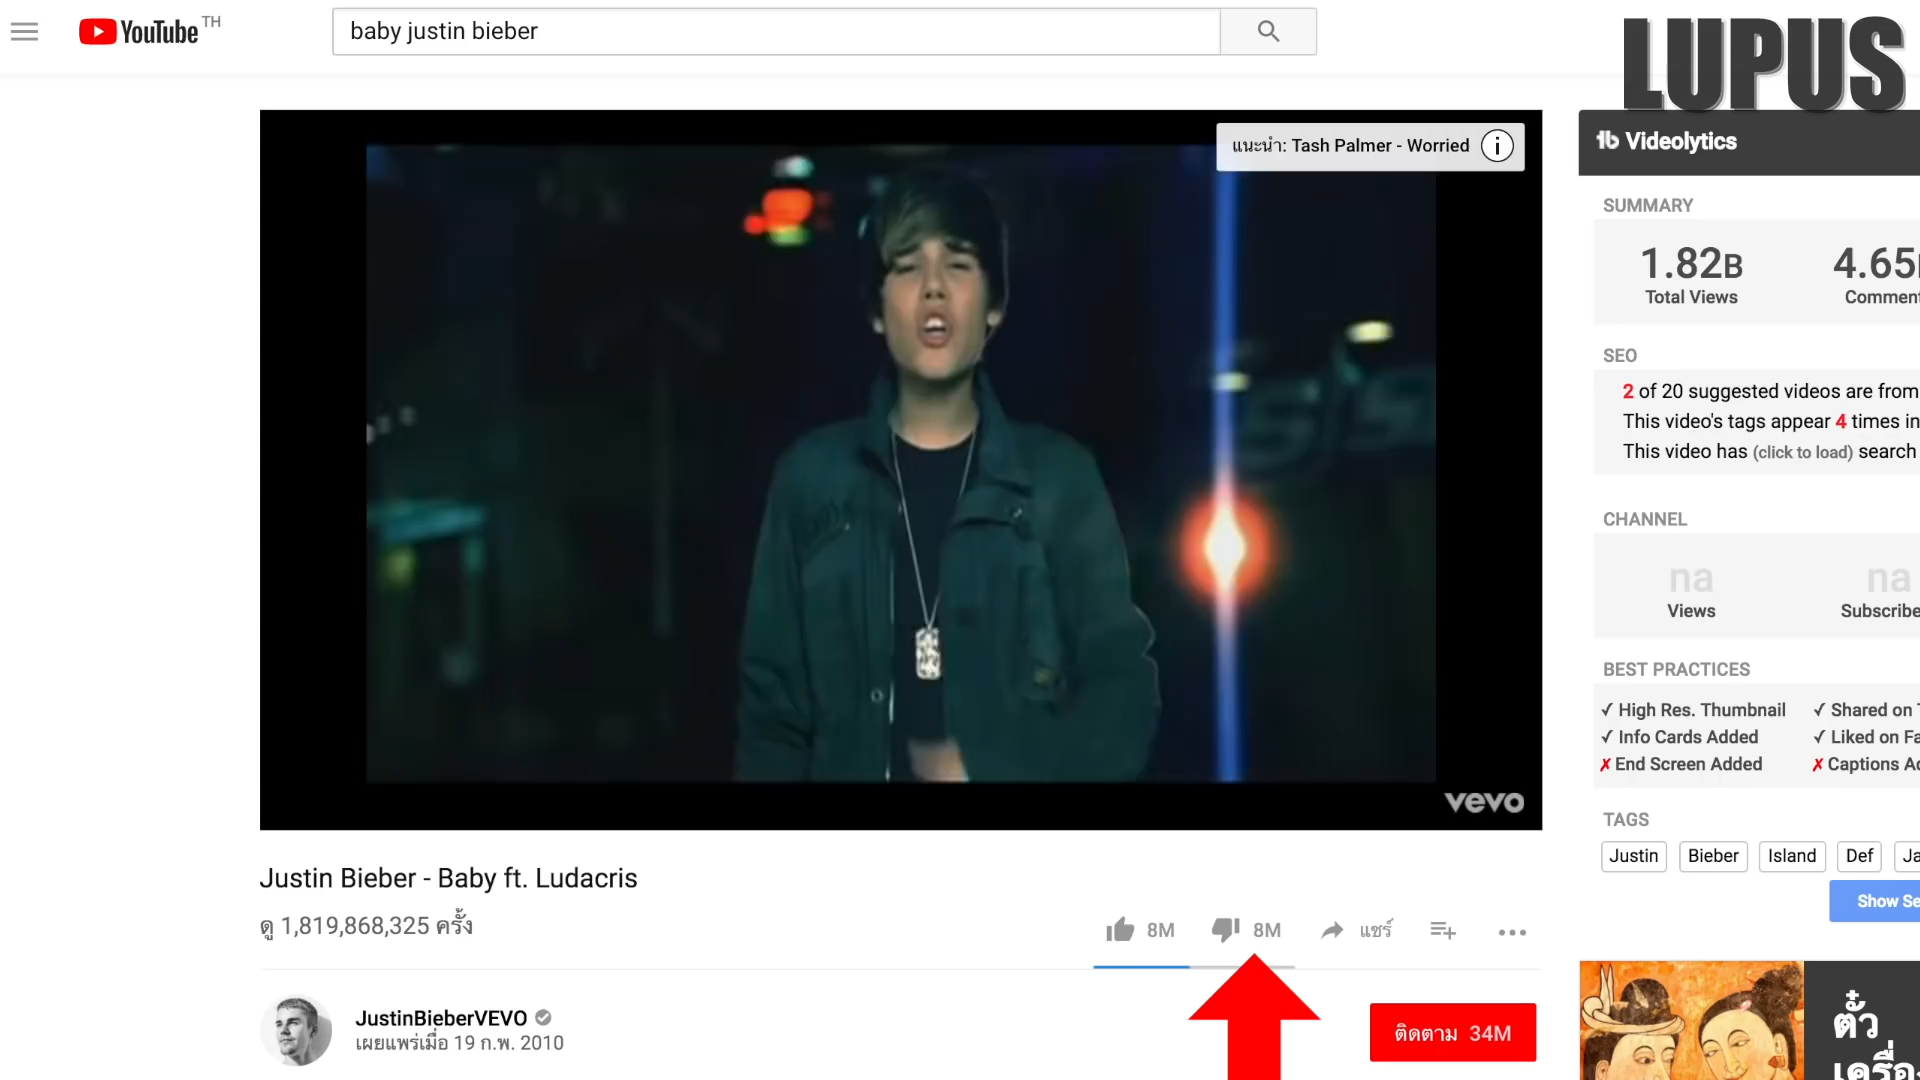 YouTube TH
baby justin bieber
LUPUS
แนะนำ: Tash Palmer - Worried
vevo
Justin Bieber - Baby ft. Ludacris
ดู 1,819,868,325 ครั้ง
8M
8M
แชร์
JustinBieberVEVO
เผยแพร่เมื่อ 19 ก.พ. 2010
ติดตาม 34M
Videolytics
SUMMARY
1.82B
4.65
Total Views
Comment
SEO
2 of 20 suggested videos are from
This video's tags appear 4 times in
This video has (click to load) search
CHANNEL
na
na
Views
Subscribe
BEST PRACTICES
✓ High Res. Thumbnail ✓ Shared on
✓ Info Cards Added ✓ Liked on Fa
✗ End Screen Added ✗ Captions Ad
TAGS
Justin Bieber Island Def Ja
Show Se
ตั๋ว
เครื่อ